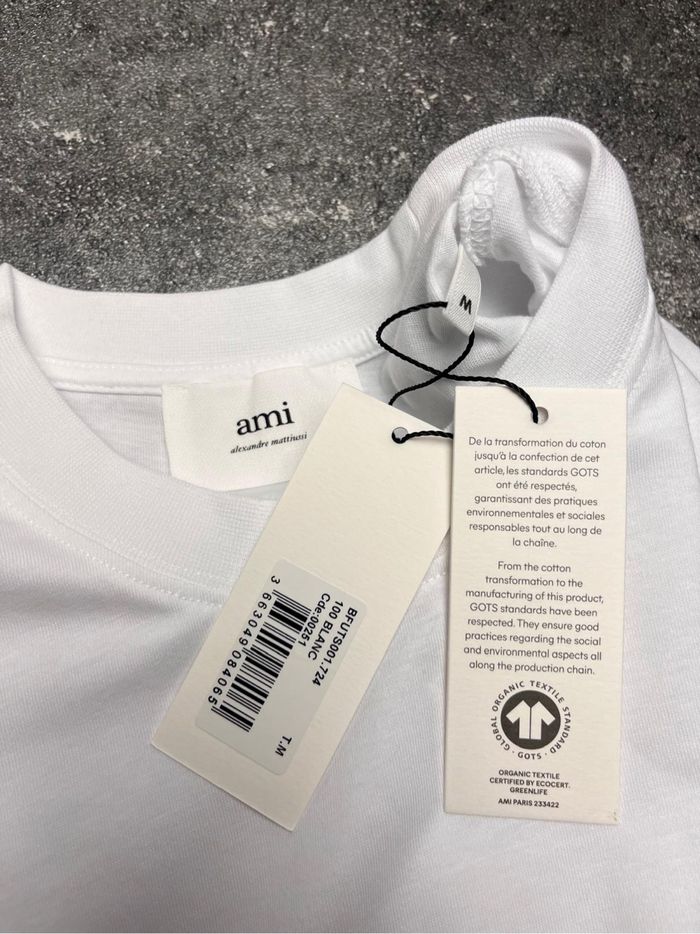 M
ami
alexandre mattiussi
BFUTS001.724
100 BLANC
Cde:00251
3 663049 084065
T.M
De la transformation du coton
jusqu'à la confection de cet
article, les standards GOTS
ont été respectés,
garantissant des pratiques
environnementales et sociales
responsables tout au long de
la chaîne.
From the cotton
transformation to the
manufacturing of this product,
GOTS standards have been
respected. They ensure good
practices regarding the social
and environmental aspects all
along the production chain.
GLOBAL ORGANIC TEXTILE STANDARD
· GOTS ·
ORGANIC TEXTILE
CERTIFIED BY ECOCERT.
GREENLIFE
AMI PARIS 233422